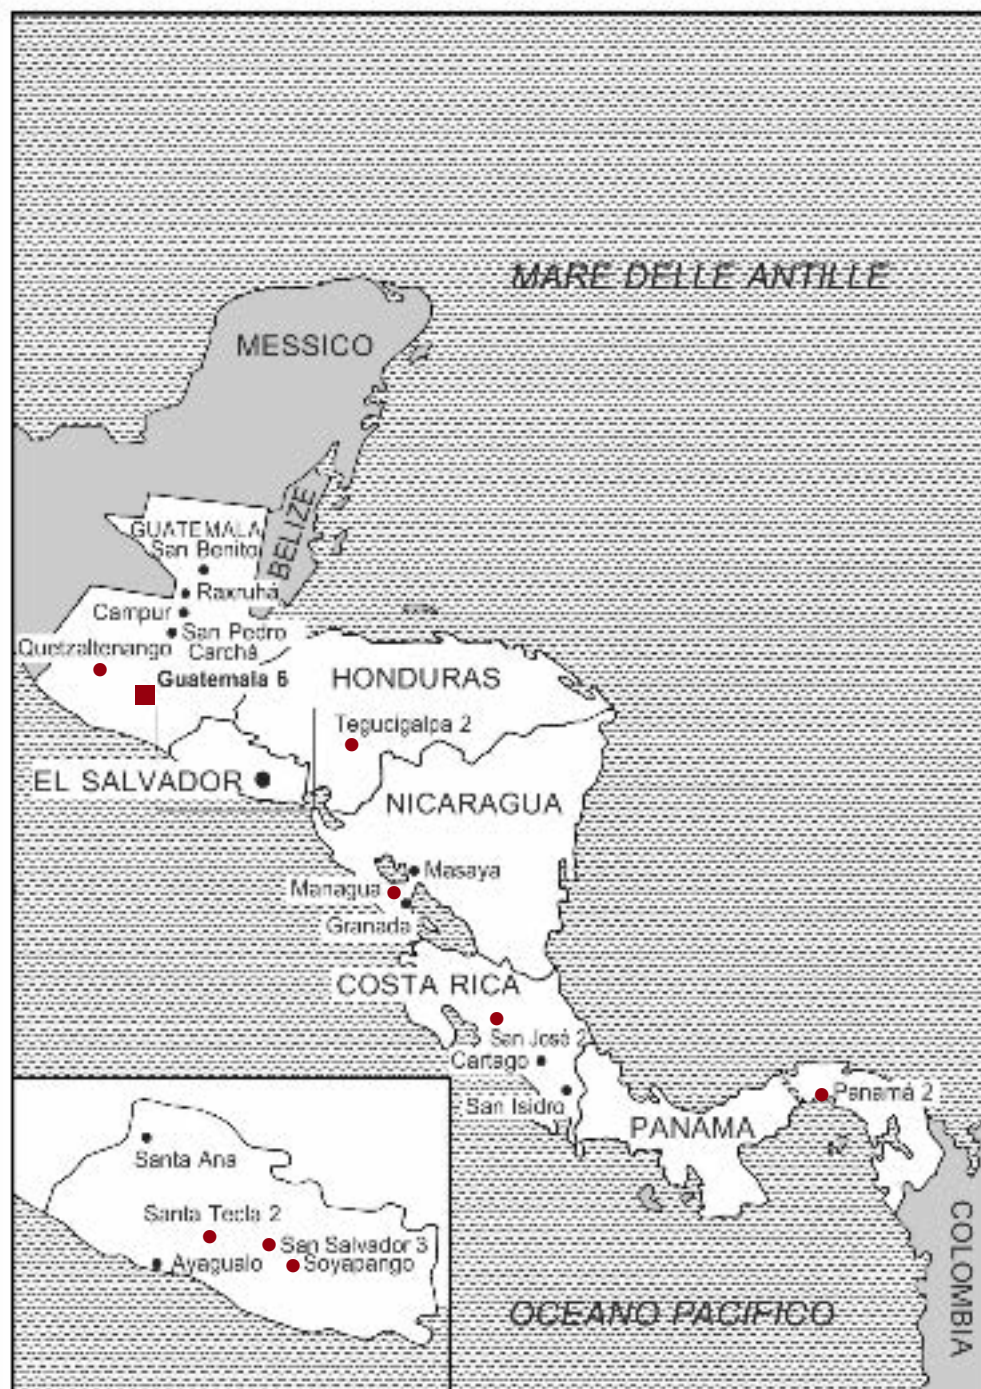 MARE DELLE ANTILLE
MESSICO
BELIZE
GUATEMALA
San Benito
Raxruhá
Campur
San Pedro
Carchá
Quetzaltenango
Guatemala 6
HONDURAS
Tegucigalpa 2
EL SALVADOR
NICARAGUA
Masaya
Managua
Granada
COSTA RICA
San José 2
Cartago
San Isidro
PANAMA
Panamá 2
COLOMBIA
Santa Ana
Santa Tecla 2
San Salvador 3
Ayagualo
Soyapango
OCEANO PACIFICO